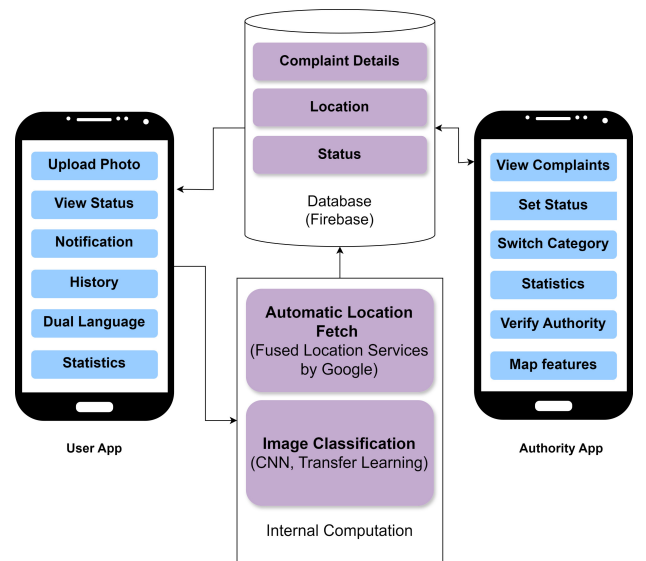 Complaint Details
Location
Status
Database
(Firebase)
Upload Photo
View Status
Notification
History
Dual Language
Statistics
User App
Automatic Location
Fetch
(Fused Location Services
by Google)
Image Classification
(CNN, Transfer Learning)
Internal Computation
View Complaints
Set Status
Switch Category
Statistics
Verify Authority
Map features
Authority App